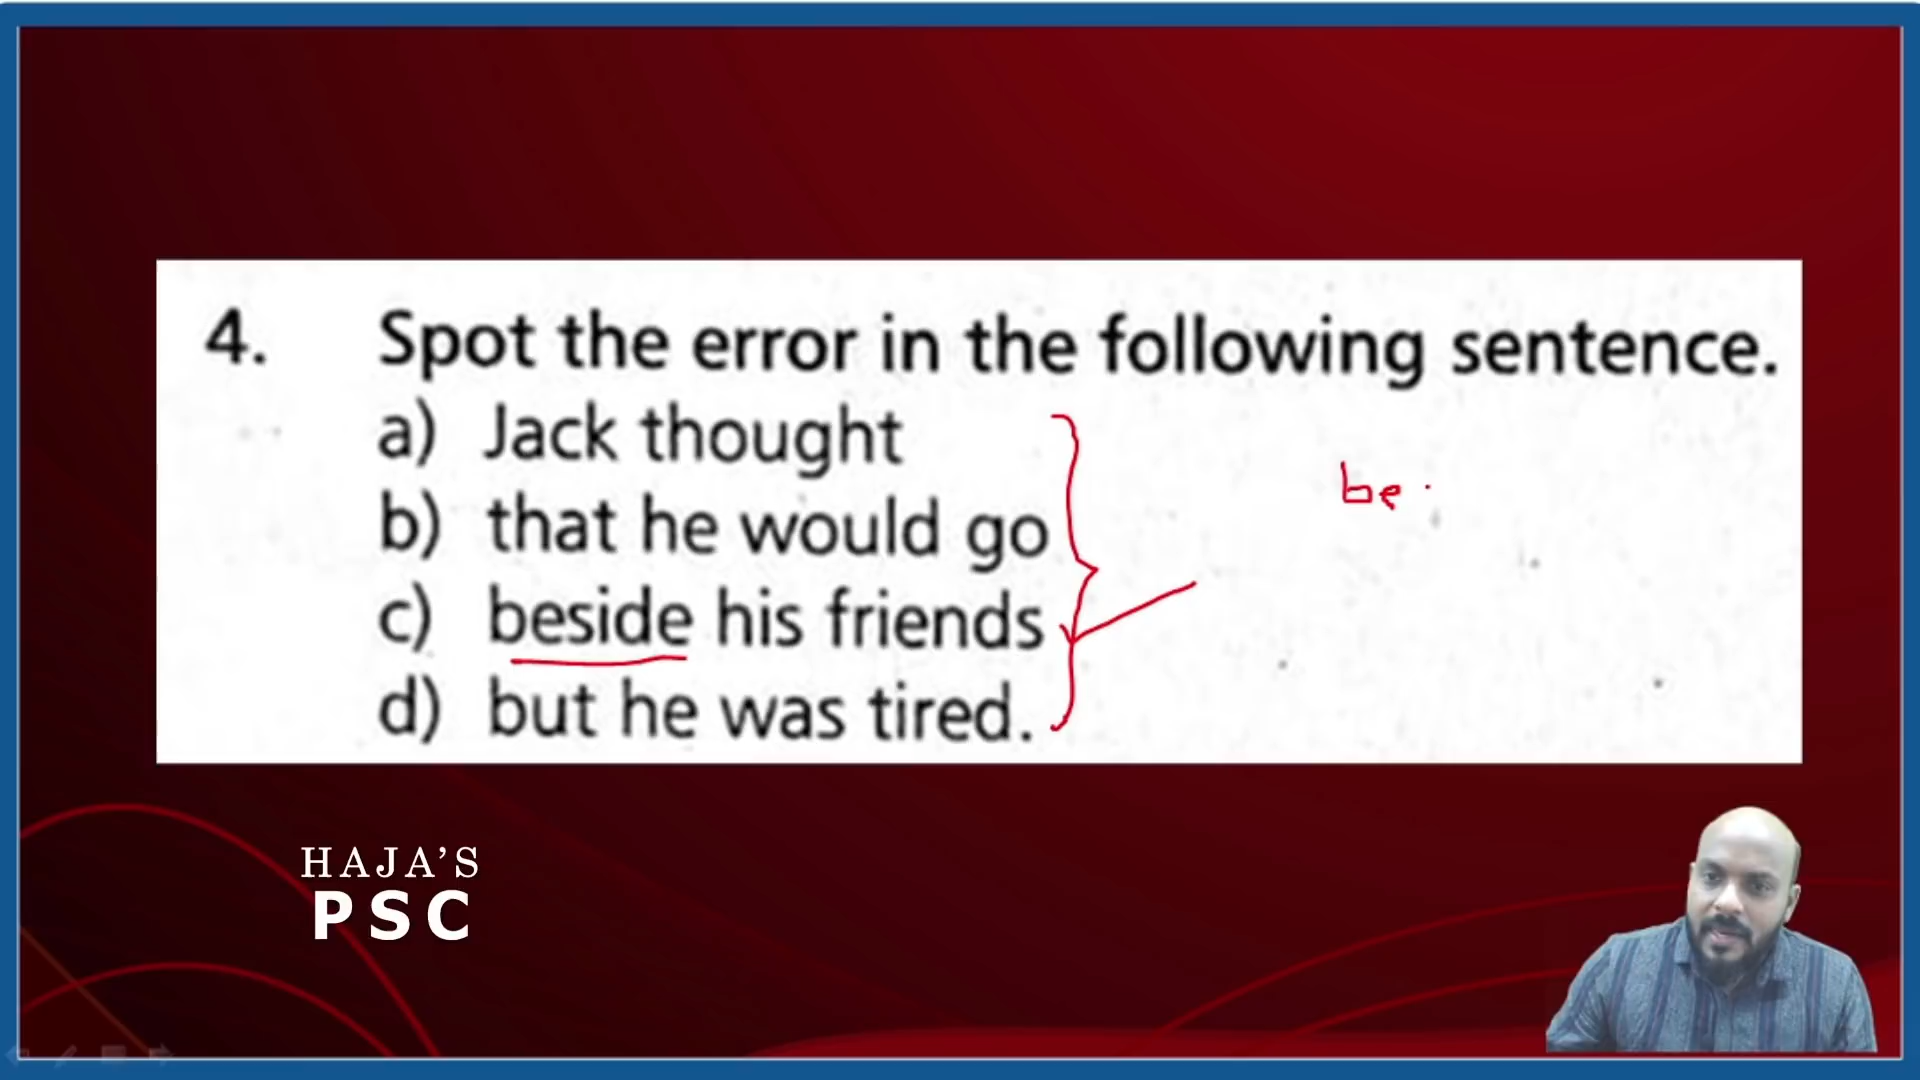 4. Spot the error in the following sentence.
a) Jack thought
b) that he would go
be
c) beside his friends
d) but he was tired.
HAJA'S
PSC